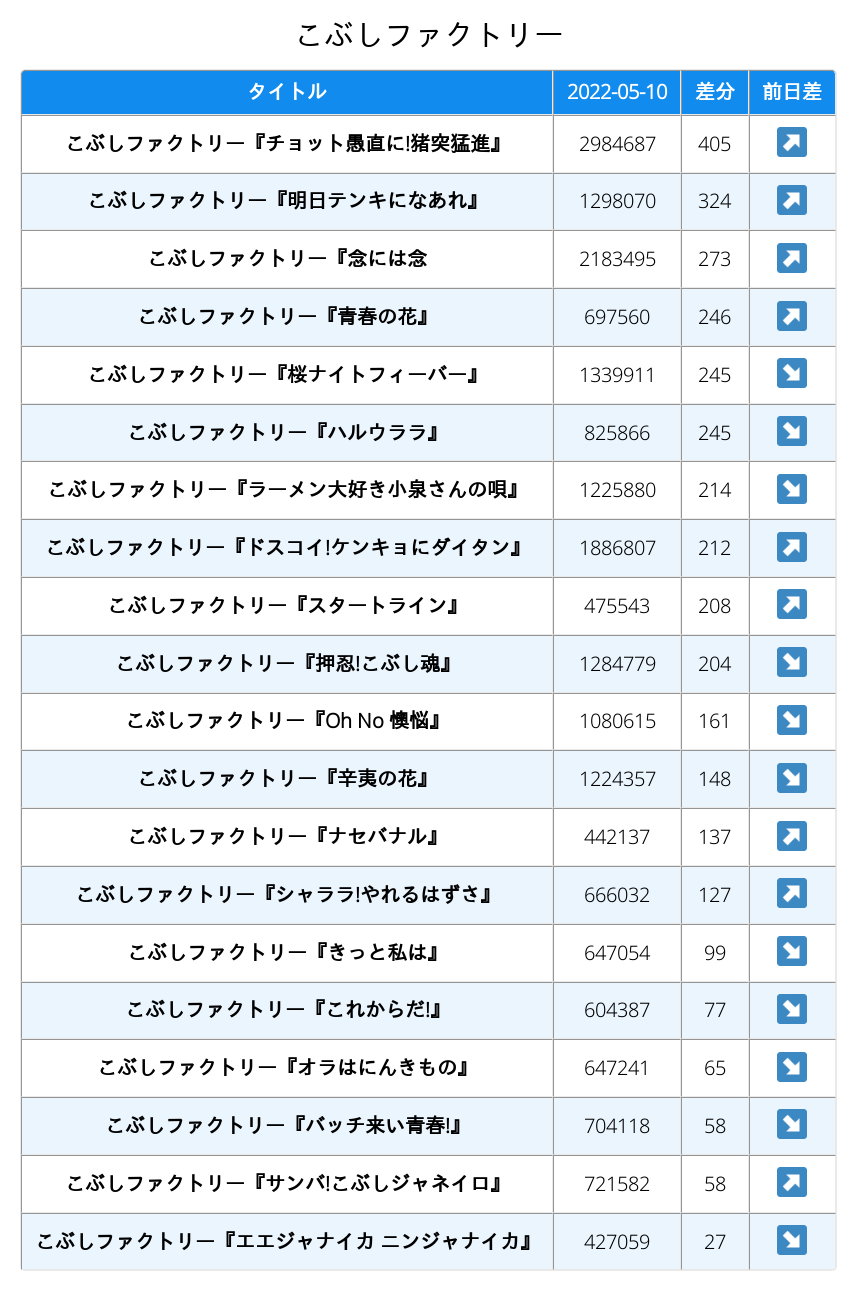 こぶしファクトリー
タイトル 2022-05-10 差分 前日差
こぶしファクトリー『チョット愚直に!猪突猛進』 2984687 405
こぶしファクトリー『明日テンキになあれ』 1298070 324
こぶしファクトリー『念には念 2183495 273
こぶしファクトリー『青春の花』 697560 246
こぶしファクトリー『桜ナイトフィーバー』 1339911 245
こぶしファクトリー『ハルウララ』 825866 245
こぶしファクトリー『ラーメン大好き小泉さんの唄』 1225880 214
こぶしファクトリー『ドスコイ!ケンキョにダイタン』 1886807 212
こぶしファクトリー『スタートライン』 475543 208
こぶしファクトリー『押忍!こぶし魂』 1284779 204
こぶしファクトリー『Oh No 懊悩』 1080615 161
こぶしファクトリー『辛夷の花』 1224357 148
こぶしファクトリー『ナセバナル』 442137 137
こぶしファクトリー『シャララ!やれるはずさ』 666032 127
こぶしファクトリー『きっと私は』 647054 99
こぶしファクトリー『これからだ!』 604387 77
こぶしファクトリー『オラはにんきもの』 647241 65
こぶしファクトリー『バッチ来い青春!』 704118 58
こぶしファクトリー『サンバ!こぶしジャネイロ』 721582 58
こぶしファクトリー『エエジャナイカ ニンジャナイカ』 427059 27